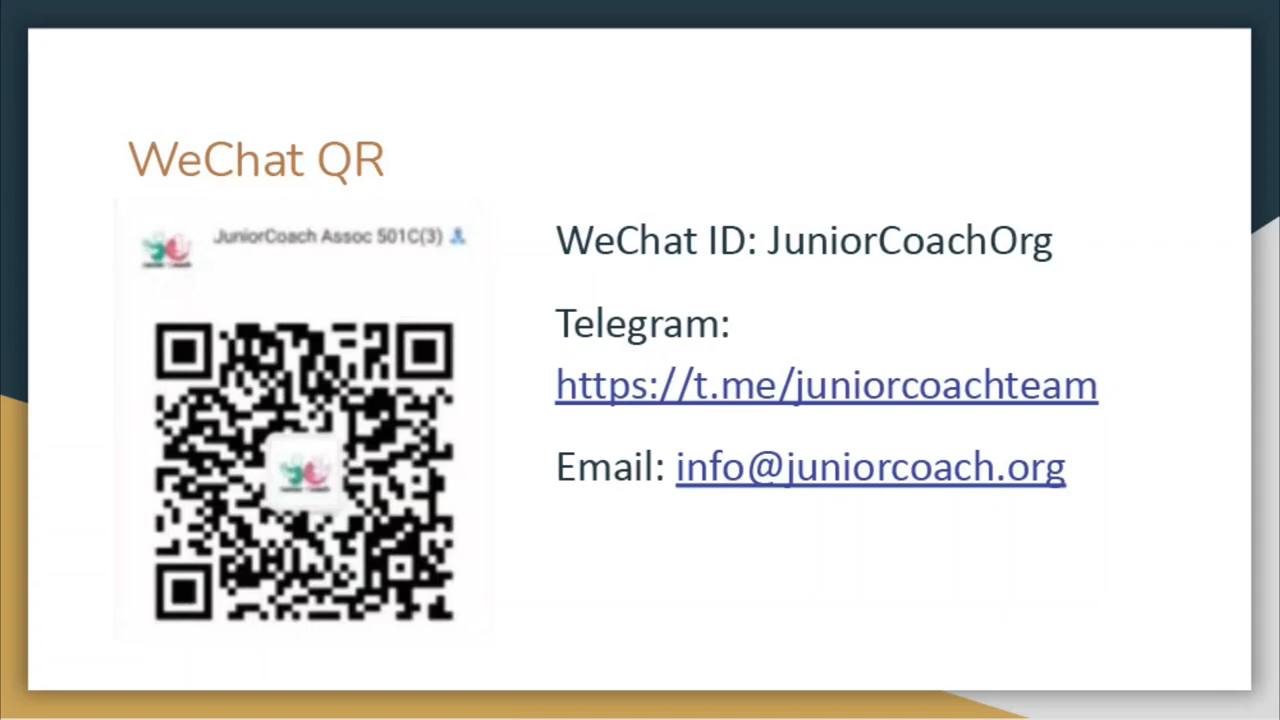 WeChat QR
JuniorCoach Assoc 501C(3)
WeChat ID: JuniorCoachOrg
Telegram:
https://t.me/juniorcoachteam
Email: info@juniorcoach.org